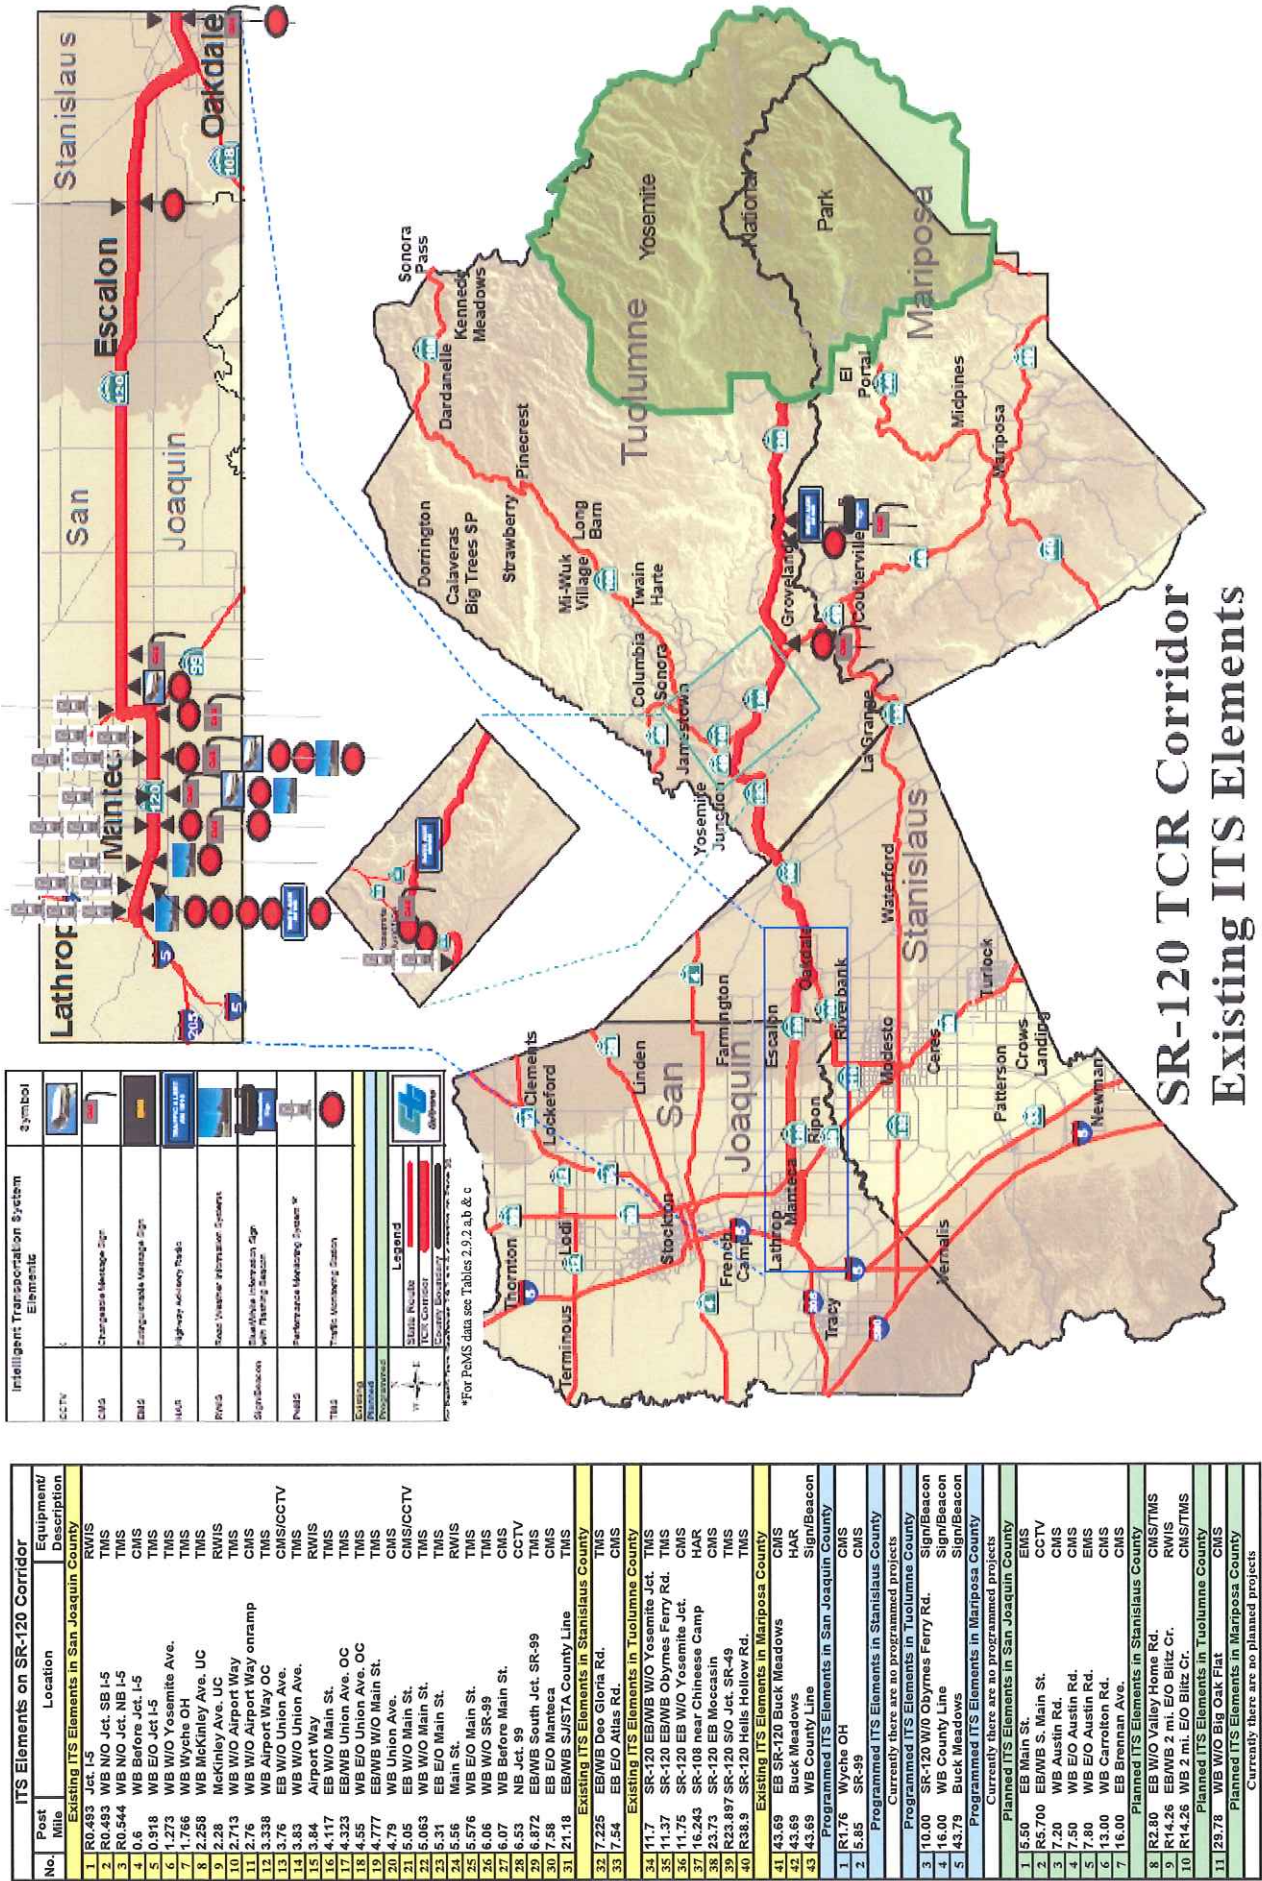 ITS Elements on SR-120 Corridor
No. Post Mile Location Equipment/ Description
Existing ITS Elements in San Joaquin County
1 R0.493 Jct. I-5 RWIS
2 R0.493 WB N/O Jct. SB I-5 TMS
3 R0.544 WB N/O Jct. NB I-5 TMS
4 0.6 WB Before Jct. I-5 CMS
5 0.918 WB E/O Jct I-5 TMS
6 1.273 WB W/O Yosemite Ave. TMS
7 1.766 WB Wyche OH TMS
8 2.258 WB McKinley Ave. UC TMS
9 2.28 McKinley Ave. UC RWIS
10 2.713 WB W/O Airport Way TMS
11 2.76 WB W/O Airport Way onramp CMS
12 3.338 WB Airport Way OC TMS
13 3.76 EB W/O Union Ave. CMS/CCTV
14 3.83 WB W/O Union Ave. TMS
15 3.84 Airport Way RWIS
16 4.117 EB W/O Main St. TMS
17 4.323 EB/WB Union Ave. OC TMS
18 4.55 WB E/O Union Ave. OC TMS
19 4.777 EB/WB W/O Main St. TMS
20 4.79 WB Union Ave. CMS
21 5.05 EB W/O Main St. CMS/CCTV
22 5.063 WB W/O Main St. TMS
23 5.31 EB E/O Main St. TMS
24 5.56 Main St. RWIS
25 5.576 WB E/O Main St. TMS
26 6.06 WB W/O SR-99 TMS
27 6.07 WB Before Main St. CMS
28 6.53 NB Jct. 99 CCTV
29 6.872 EB/WB South Jct. SR-99 TMS
30 7.58 EB E/O Manteca CMS
31 21.18 EB/WB SJ/STA County Line TMS
Existing ITS Elements in Stanislaus County
32 7.225 EB/WB Deo Gloria Rd. TMS
33 7.54 EB E/O Atlas Rd. CMS
Existing ITS Elements in Tuolumne County
34 11.7 SR-120 EB/WB W/O Yosemite Jct. TMS
35 11.37 SR-120 EB/WB Obymes Ferry Rd. TMS
36 11.75 SR-120 EB W/O Yosemite Jct. CMS
37 16.243 SR-108 near Chineese Camp HAR
38 23.73 SR-120 EB Moccasin CMS
39 R23.897 SR-120 S/O Jct. SR-49 TMS
40 R38.9 SR-120 Hells Hollow Rd. TMS
Existing ITS Elements in Mariposa County
41 43.69 EB SR-120 Buck Meadows CMS
42 43.69 Buck Meadows HAR
43 43.69 WB County Line Sign/Beacon
Programmed ITS Elements in San Joaquin County
1 R1.76 Wyche OH CMS
2 5.85 SR-99 CMS
Programmed ITS Elements in Stanislaus County
Currently there are no programmed projects
Programmed ITS Elements in Tuolumne County
3 10.00 SR-120 W/O Obyrnes Ferry Rd. Sign/Beacon
4 16.00 WB County Line Sign/Beacon
5 43.79 Buck Meadows Sign/Beacon
Programmed ITS Elements in Mariposa County
Currently there are no programmed projects
Planned ITS Elements in San Joaquin County
1 5.50 EB Main St. EMS
2 R5.700 EB/WB S. Main St CCTV
3 7.20 WB Austin Rd. CMS
4 7.50 WB E/O Austin Rd. CMS
5 7.80 WB E/O Austin Rd. EMS
6 13.00 WB Carrolton Rd. CMS
7 16.00 EB Brennan Ave. CMS
Planned ITS Elements in Stanislaus County
8 R2.80 EB W/O Valley Home Rd. CMS/TMS
9 R14.26 EB/WB 2 mi. E/O Blitz Cr. RWIS
10 R14.26 WB 2 mi. E/O Blitz Cr. CMS/TMS
Planned ITS Elements in Tuolumne County
11 29.78 WB W/O Big Oak Flat CMS
Planned ITS Elements in Mariposa County
Currently there are no planned projects
Intelligent Transportation System Elements Symbol
CCTV
CMS Changeable Message Sign
EMS Extinguishable Message Sign
HAR Highway Advisory Radio
RWIS Road Weather Information Systems
Sign/Beacon Blue/White Information Sign with Flashing Beacon
PeMS Performance Monitoring System *
TMS Traffic Monitoring Station
Existing
Planned
Programmed
Legend
State Route
TCR Corridor
County Boundary
*For PeMS data see Tables 2.9.2 a,b & c
Lathrop
Manteca
San
Joaquin
Escalon
Stanislaus
Oakdale
5
205
5
120
99
120
108
Thornton
Lodi
Terminous
Clements
Lockeford
Linden
Stockton
San
Joaquin
Farmington
French
Camp
Lathrop
Manteca
Escalon
Oakdale
Ripon
Riverbank
Tracy
Vernalis
Modesto
Ceres
Patterson
Crows
Landing
Turlock
Newman
Waterford
Stanislaus
LaGrange
Yosemite
Junction
Jamestown
Columbia
Sonora
Twain
Harte
Mi-Wuk
Village
Long
Barn
Strawberry
Pinecrest
Dorrington
Calaveras
Big Trees SP
Dardanelle
Kennedy
Meadows
Sonora
Pass
Tuolumne
Groveland
Coulterville
Yosemite
National
Park
Mariposa
El
Portal
Midpines
Mariposa
SR-120 TCR Corridor
Existing ITS Elements